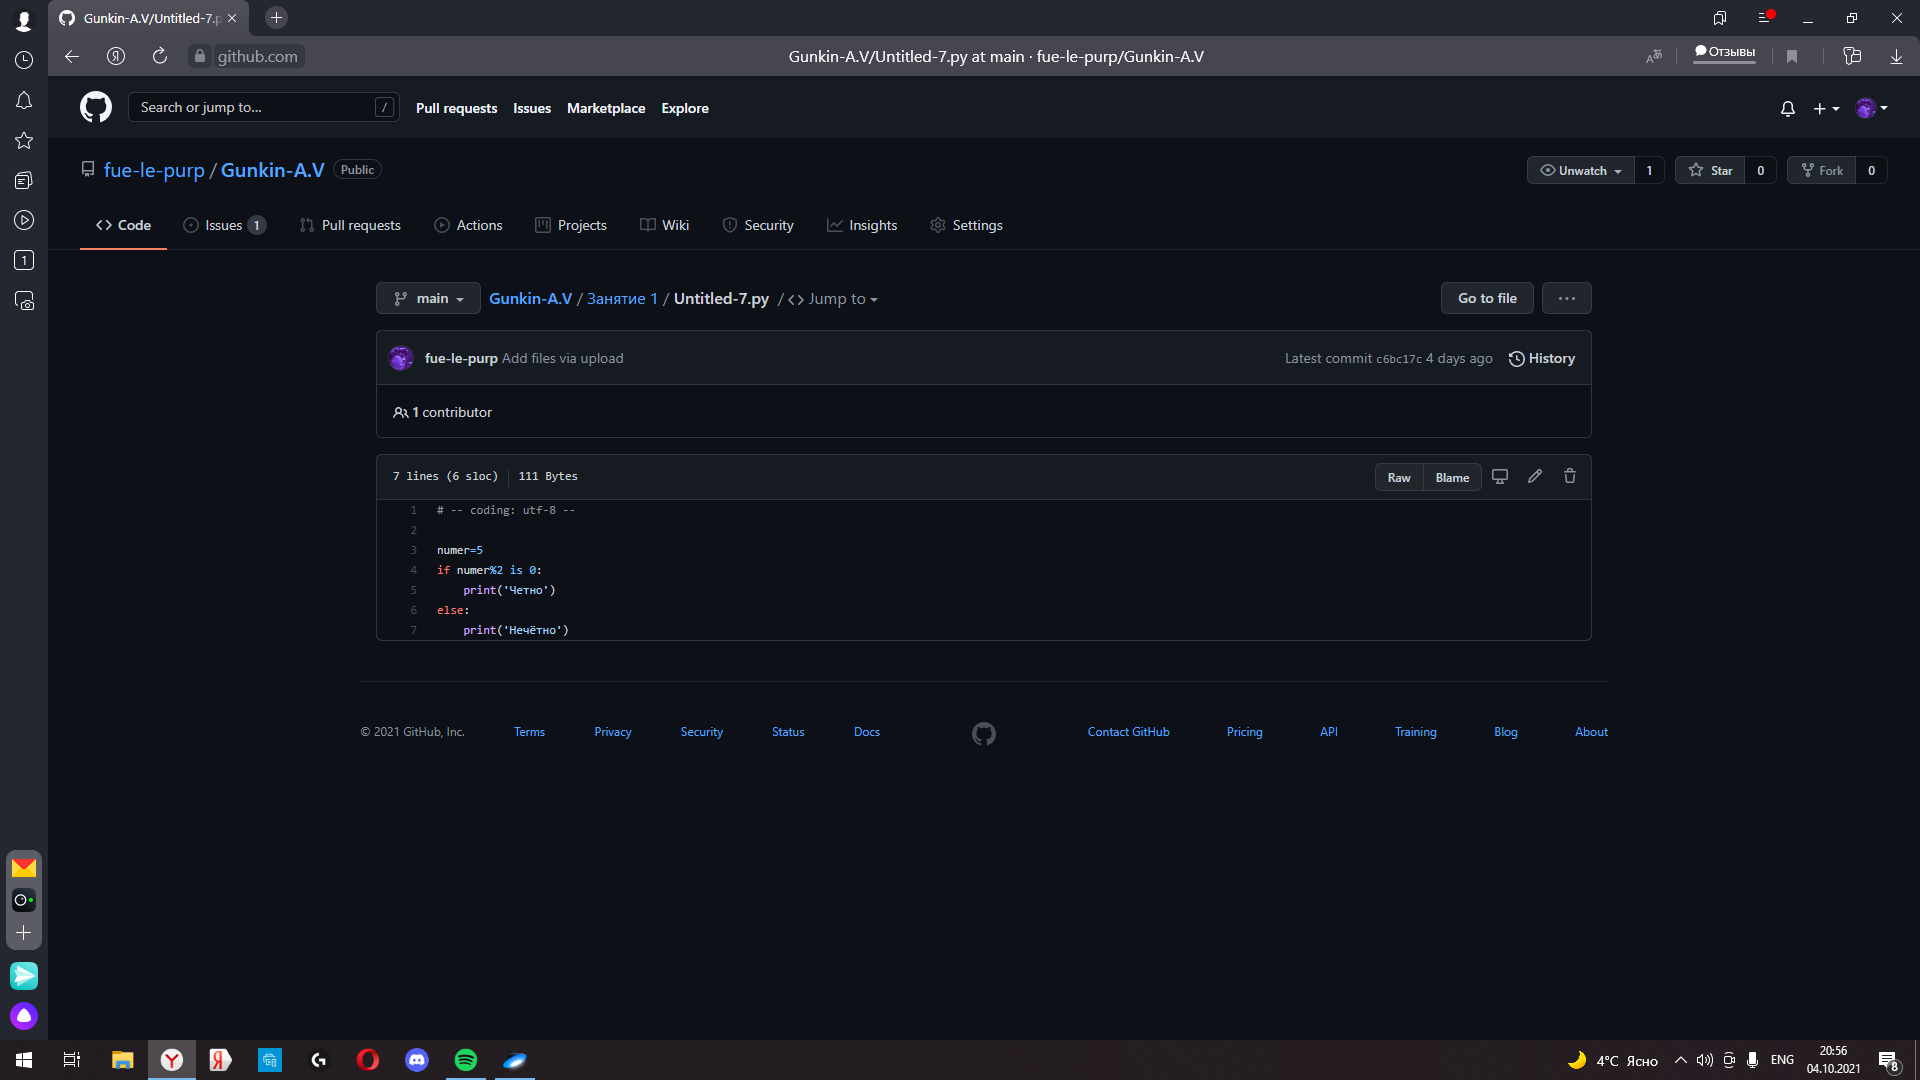 Gunkin-A.V/Untitled-7.p
github.com
Gunkin-A.V/Untitled-7.py at main · fue-le-purp/Gunkin-A.V
Отзывы
Search or jump to...
/
Pull requests
Issues
Marketplace
Explore
fue-le-purp / Gunkin-A.V
Public
Unwatch
1
Star
0
Fork
0
Code
Issues 1
Pull requests
Actions
Projects
Wiki
Security
Insights
Settings
1
main
Gunkin-A.V / Занятие 1 / Untitled-7.py / <> Jump to
Go to file
...
fue-le-purp Add files via upload
Latest commit c6bc17c 4 days ago
History
1 contributor
7 lines (6 sloc)
111 Bytes
Raw
Blame
1 # -- coding: utf-8 --
2
3 numer=5
4 if numer%2 is 0:
5 print('Четно')
6 else:
7 print('Нечётно')
© 2021 GitHub, Inc.
Terms
Privacy
Security
Status
Docs
Contact GitHub
Pricing
API
Training
Blog
About
4°C Ясно
ENG
20:56
04.10.2021
8